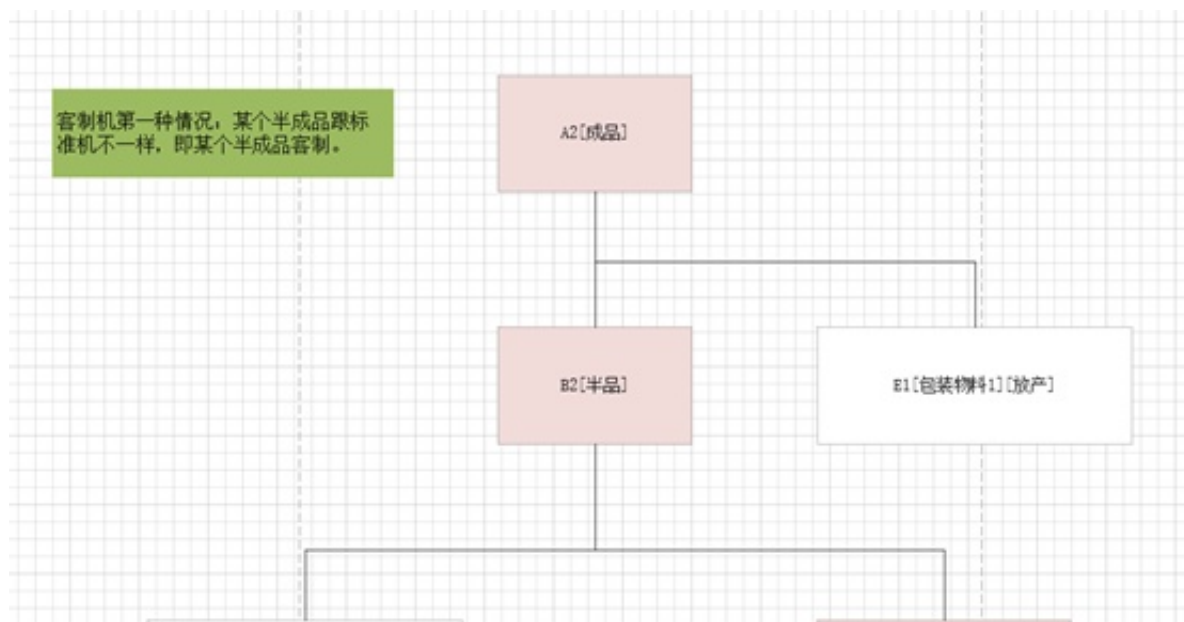 客制机第一种情况，某个半成品跟标
准机不一样，即某个半成品客制。
A2[成品]
B2[半品]
E1[包装物料1][放产]